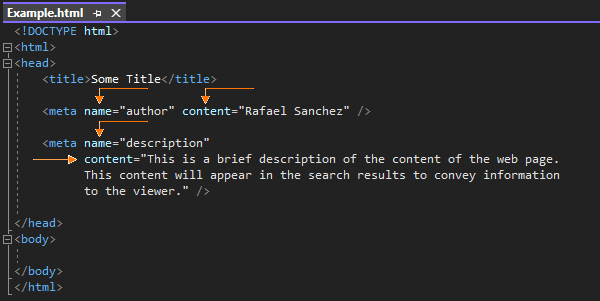 Example.html
<!DOCTYPE html>
<html>
<head>
<title>Some Title</title>
<meta name="author" content="Rafael Sanchez" />
<meta name="description"
content="This is a brief description of the content of the web page.
This content will appear in the search results to convey information
to the viewer." />
</head>
<body>
</body>
</html>